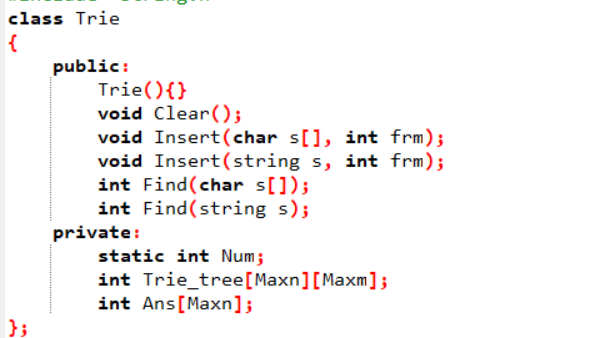 class Trie
{
public:
Trie(){}
void Clear();
void Insert(char s[], int frm);
void Insert(string s, int frm);
int Find(char s[]);
int Find(string s);
private:
static int Num;
int Trie_tree[Maxn][Maxm];
int Ans[Maxn];
};